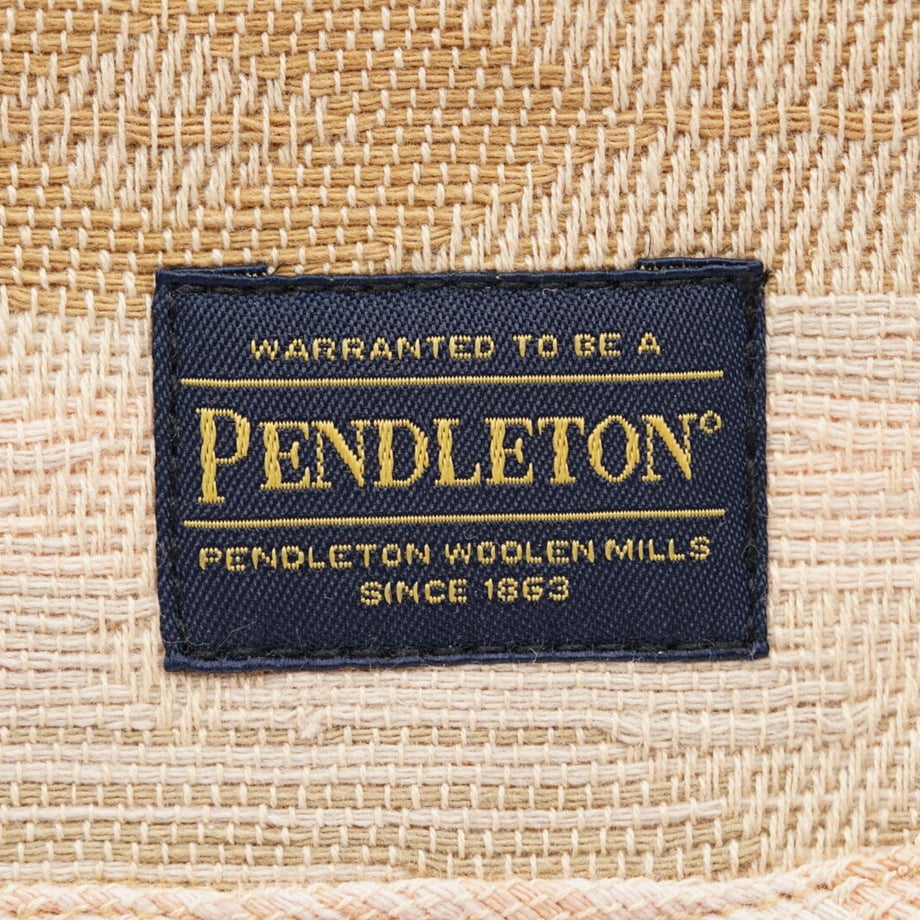 WARRANTED TO BE A
PENDLETON®
PENDLETON WOOLEN MILLS
SINCE 1863